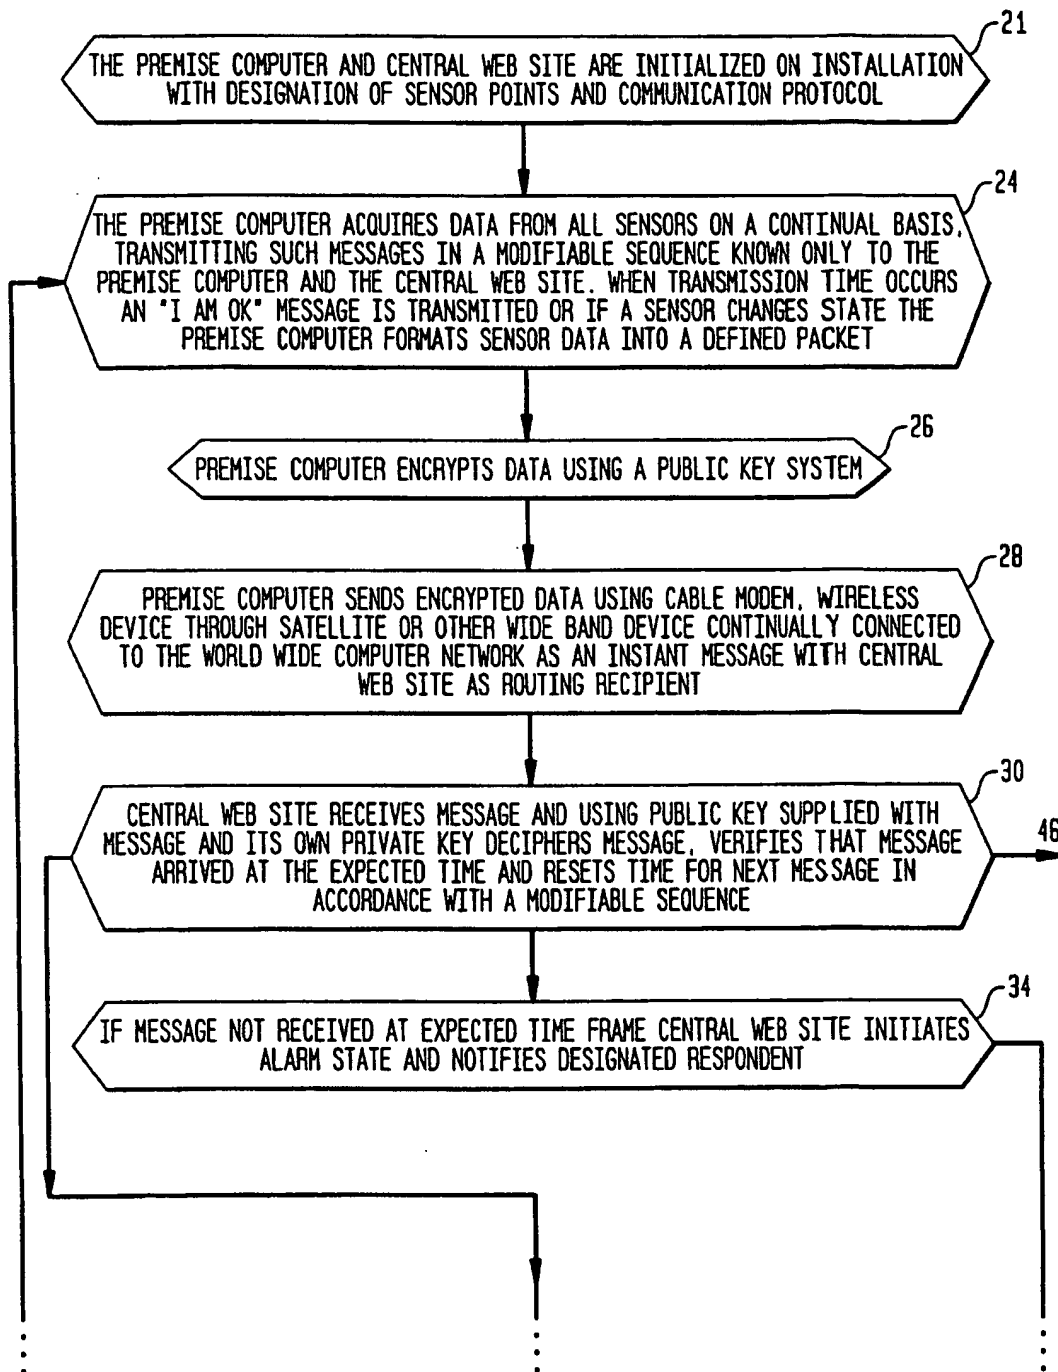 21
THE PREMISE COMPUTER AND CENTRAL WEB SITE ARE INITIALIZED ON INSTALLATION
WITH DESIGNATION OF SENSOR POINTS AND COMMUNICATION PROTOCOL
24
THE PREMISE COMPUTER ACQUIRES DATA FROM ALL SENSORS ON A CONTINUAL BASIS,
TRANSMITTING SUCH MESSAGES IN A MODIFIABLE SEQUENCE KNOWN ONLY TO THE
PREMISE COMPUTER AND THE CENTRAL WEB SITE. WHEN TRANSMISSION TIME OCCURS
AN "I AM OK" MESSAGE IS TRANSMITTED OR IF A SENSOR CHANGES STATE THE
PREMISE COMPUTER FORMATS SENSOR DATA INTO A DEFINED PACKET
26
PREMISE COMPUTER ENCRYPTS DATA USING A PUBLIC KEY SYSTEM
28
PREMISE COMPUTER SENDS ENCRYPTED DATA USING CABLE MODEM, WIRELESS
DEVICE THROUGH SATELLITE OR OTHER WIDE BAND DEVICE CONTINUALLY CONNECTED
TO THE WORLD WIDE COMPUTER NETWORK AS AN INSTANT MESSAGE WITH CENTRAL
WEB SITE AS ROUTING RECIPIENT
30
CENTRAL WEB SITE RECEIVES MESSAGE AND USING PUBLIC KEY SUPPLIED WITH
MESSAGE AND ITS OWN PRIVATE KEY DECIPHERS MESSAGE, VERIFIES THAT MESSAGE
ARRIVED AT THE EXPECTED TIME AND RESETS TIME FOR NEXT MESSAGE IN
ACCORDANCE WITH A MODIFIABLE SEQUENCE
46
34
IF MESSAGE NOT RECEIVED AT EXPECTED TIME FRAME CENTRAL WEB SITE INITIATES
ALARM STATE AND NOTIFIES DESIGNATED RESPONDENT